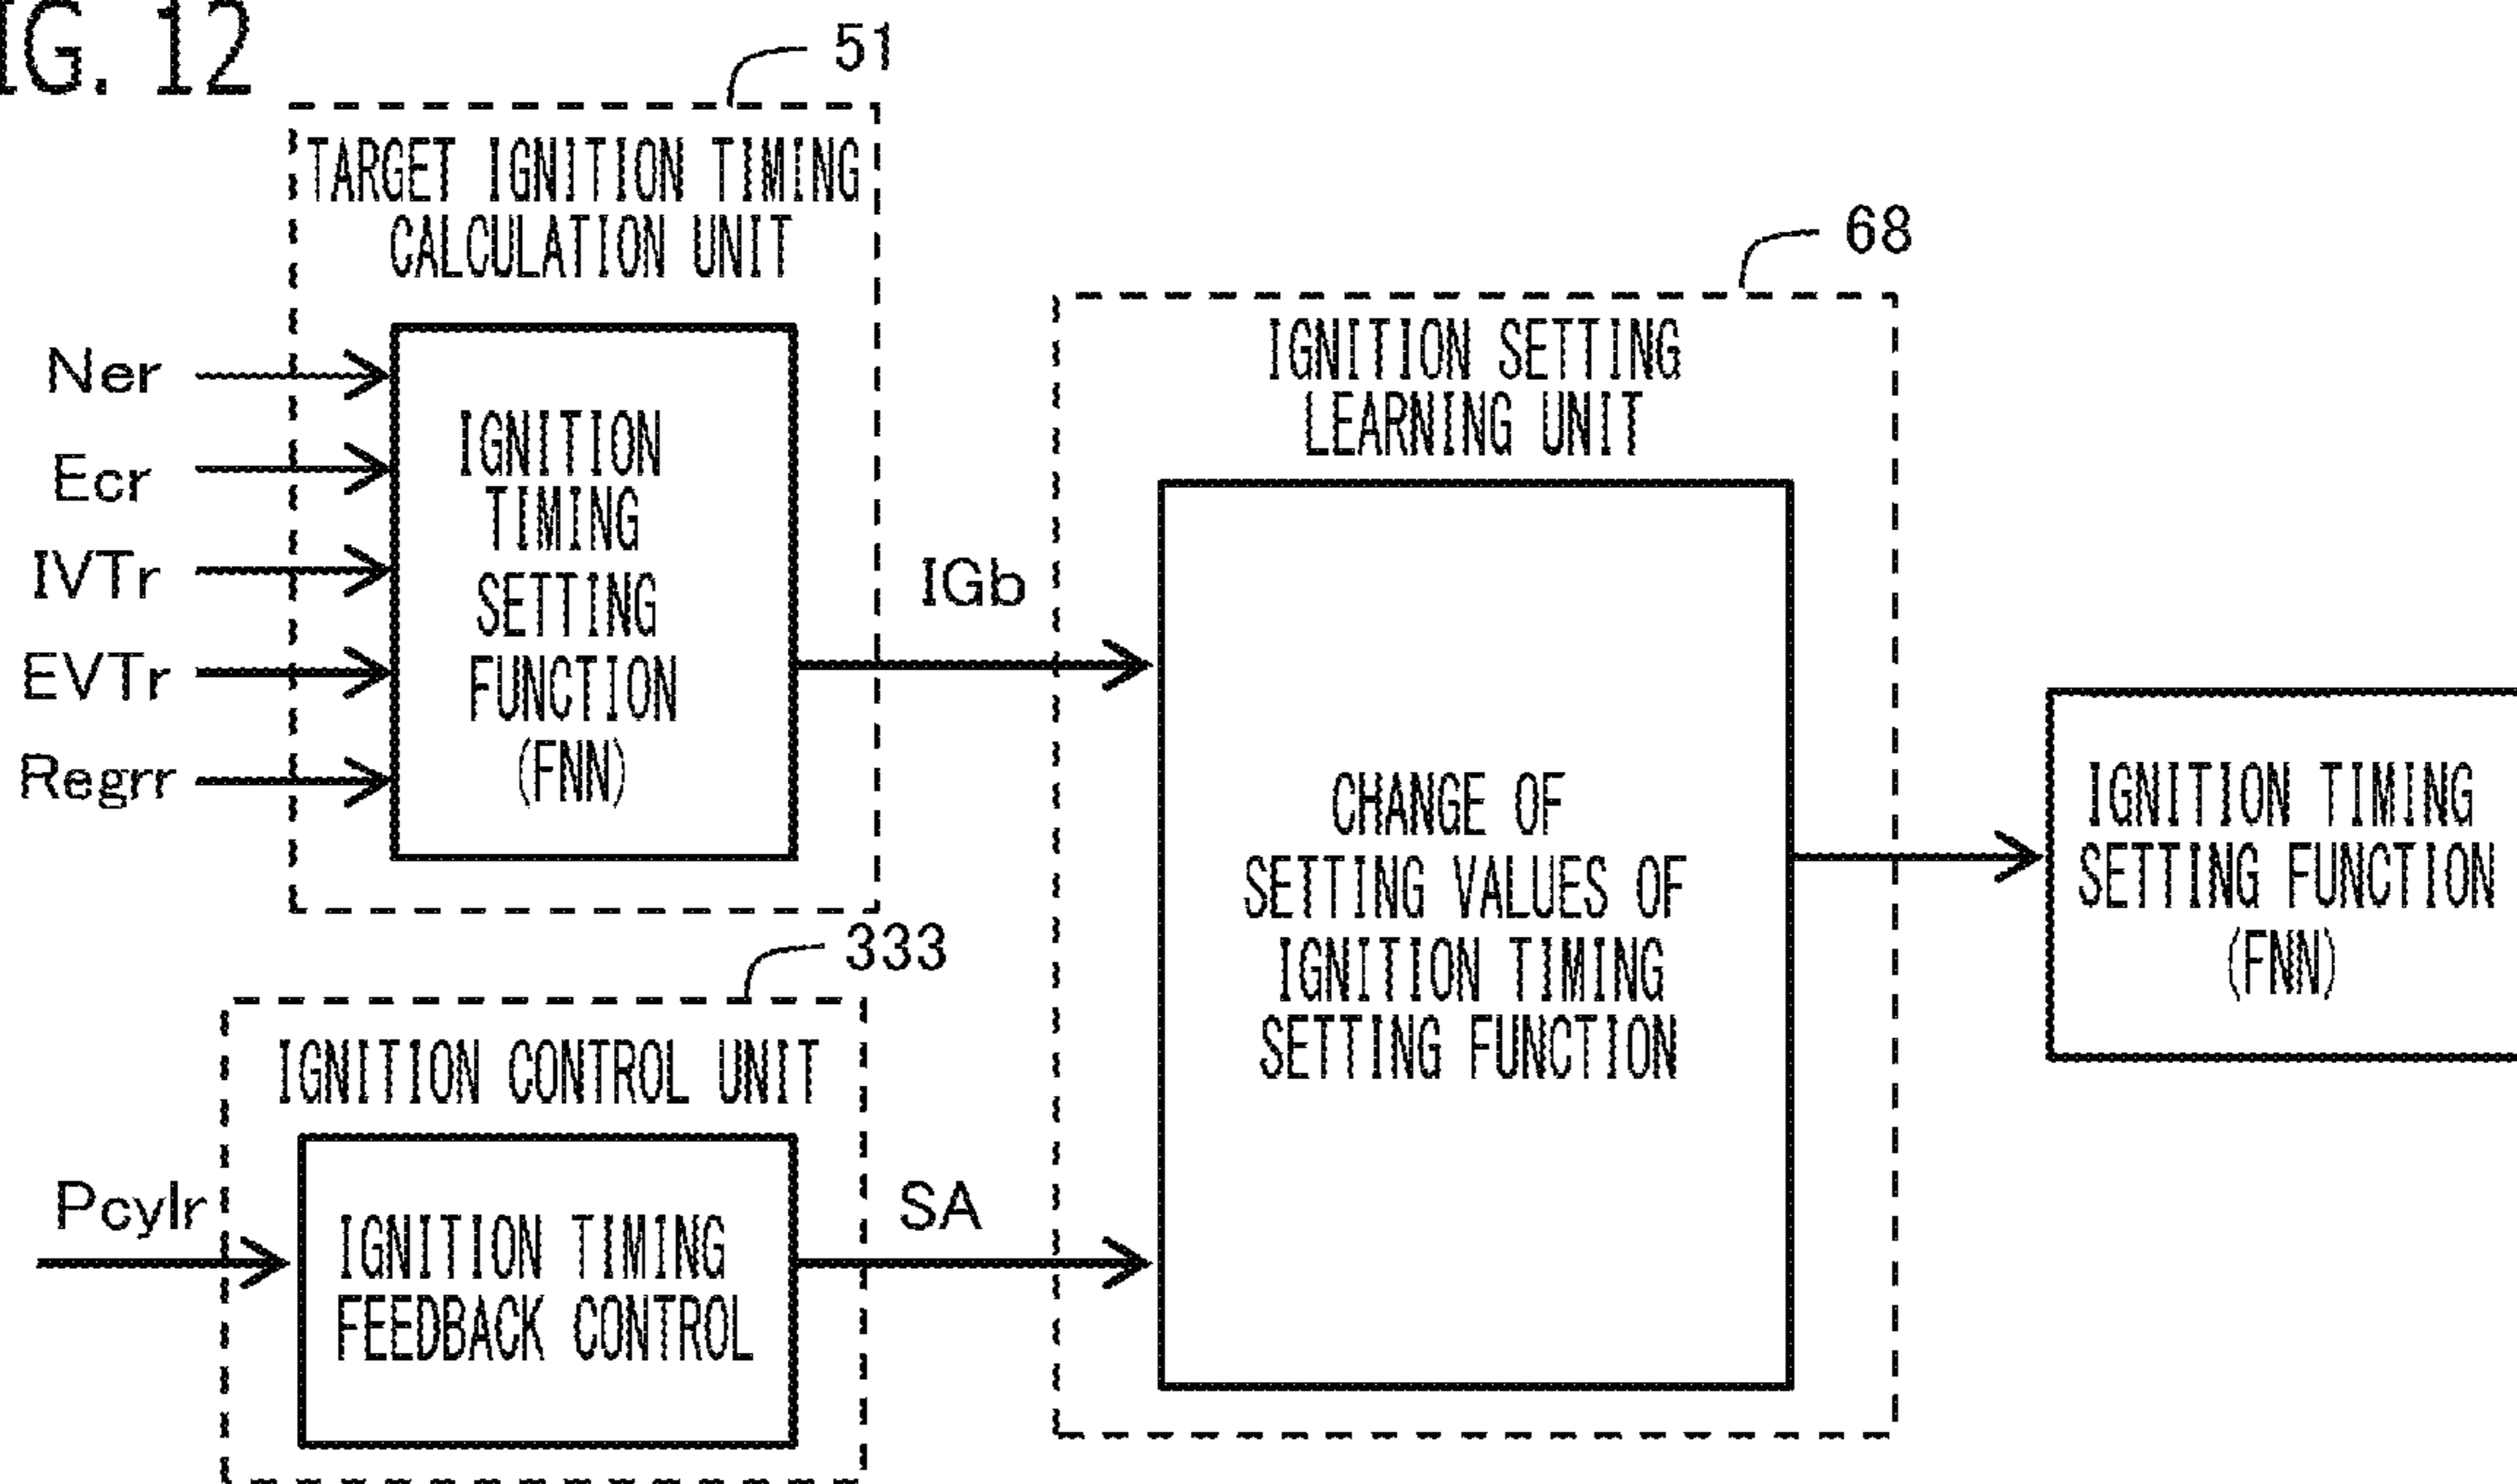 IG. 12
51
TARGET IGNITION TIMING
CALCULATION UNIT
Ner
Ecr
IVTr
EVTr
Regrr
IGNITION
TIMING
SETTING
FUNCTION
(FNN)
IGb
68
IGNITION SETTING
LEARNING UNIT
CHANGE OF
SETTING VALUES OF
IGNITION TIMING
SETTING FUNCTION
IGNITION TIMING
SETTING FUNCTION
(FNN)
333
IGNITION CONTROL UNIT
Pcylr
IGNITION TIMING
FEEDBACK CONTROL
SA